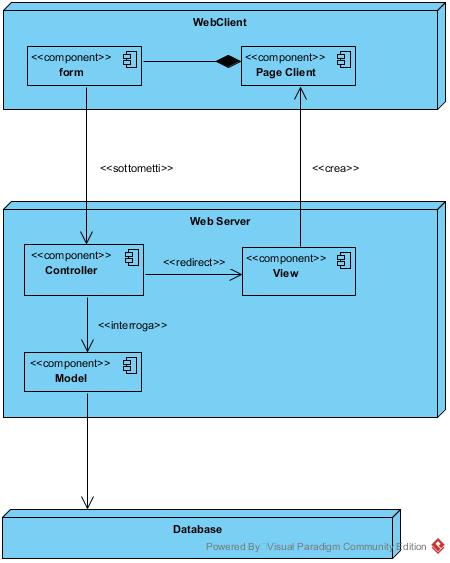 WebClient
<<component>>
form
<<component>>
Page Client
<<sottometti>>
<<crea>>
Web Server
<<component>>
Controller
<<redirect>>
<<component>>
View
<<interroga>>
<<component>>
Model
Database
Powered By Visual Paradigm Community Edition